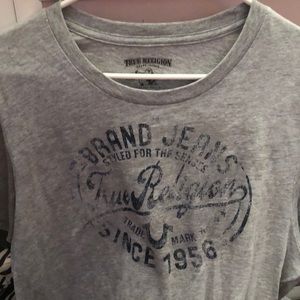 TRUE RELIGION
BRAND JEANS
STYLED FOR THE SENSES
True Religion
TRADE MARK
SINCE 1956